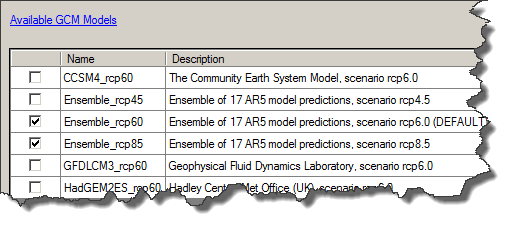 Available GCM Models
Name Description
CCSM4_rcp60 The Community Earth System Model, scenario rcp6.0
Ensemble_rcp45 Ensemble of 17 AR5 model predictions, scenario rcp4.5
Ensemble_rcp60 Ensemble of 17 AR5 model predictions, scenario rcp6.0 (DEFAULT
Ensemble_rcp85 Ensemble of 17 AR5 model predictions, scenario rcp8.5
GFDLCM3_rcp60 Geophysical Fluid Dynamics Laboratory, scenario rcp6.0
HadGEM2ES_rcp60 Hadley Met Office (UK), scenario